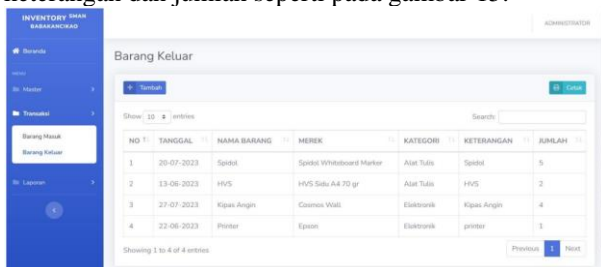 keterangan dan jumlah seperti pada gambar 13.
INVENTORY SMAN
BABAKANCIKAO
ADMINISTRATOR
Beranda
MENU
Master
Transaksi
Barang Masuk
Barang Keluar
Laporan
Barang Keluar
+ Tambah
Cetak
Show 10 entries
Search:
NO TANGGAL NAMA BARANG MEREK KATEGORI KETERANGAN JUMLAH
1 20-07-2023 Spidol Spidol Whiteboard Marker Alat Tulis Spidol 5
2 13-06-2023 HVS HVS Sidu A4 70 gr Alat Tulis HVS 2
3 27-07-2023 Kipas Angin Cosmos Wall Elektronik Kipas Angin 4
4 22-06-2023 Printer Epson Elektronik printer 1
Showing 1 to 4 of 4 entries
Previous 1 Next